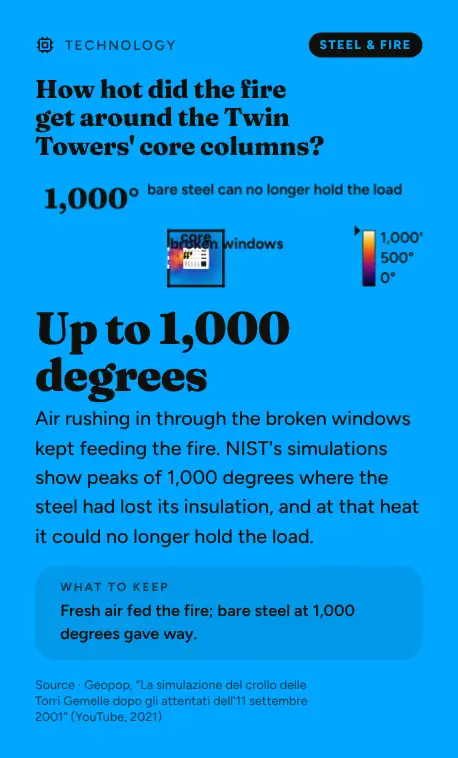 TECHNOLOGY
STEEL & FIRE
How hot did the fire
get around the Twin
Towers' core columns?
1,000° bare steel can no longer hold the load
core
broken windows
1,000°
500°
0°
Up to 1,000
degrees
Air rushing in through the broken windows
kept feeding the fire. NIST's simulations
show peaks of 1,000 degrees where the
steel had lost its insulation, and at that heat
it could no longer hold the load.
WHAT TO KEEP
Fresh air fed the fire; bare steel at 1,000
degrees gave way.
Source · Geopop, "La simulazione del crollo delle
Torri Gemelle dopo gli attentati dell'11 settembre
2001" (YouTube, 2021)